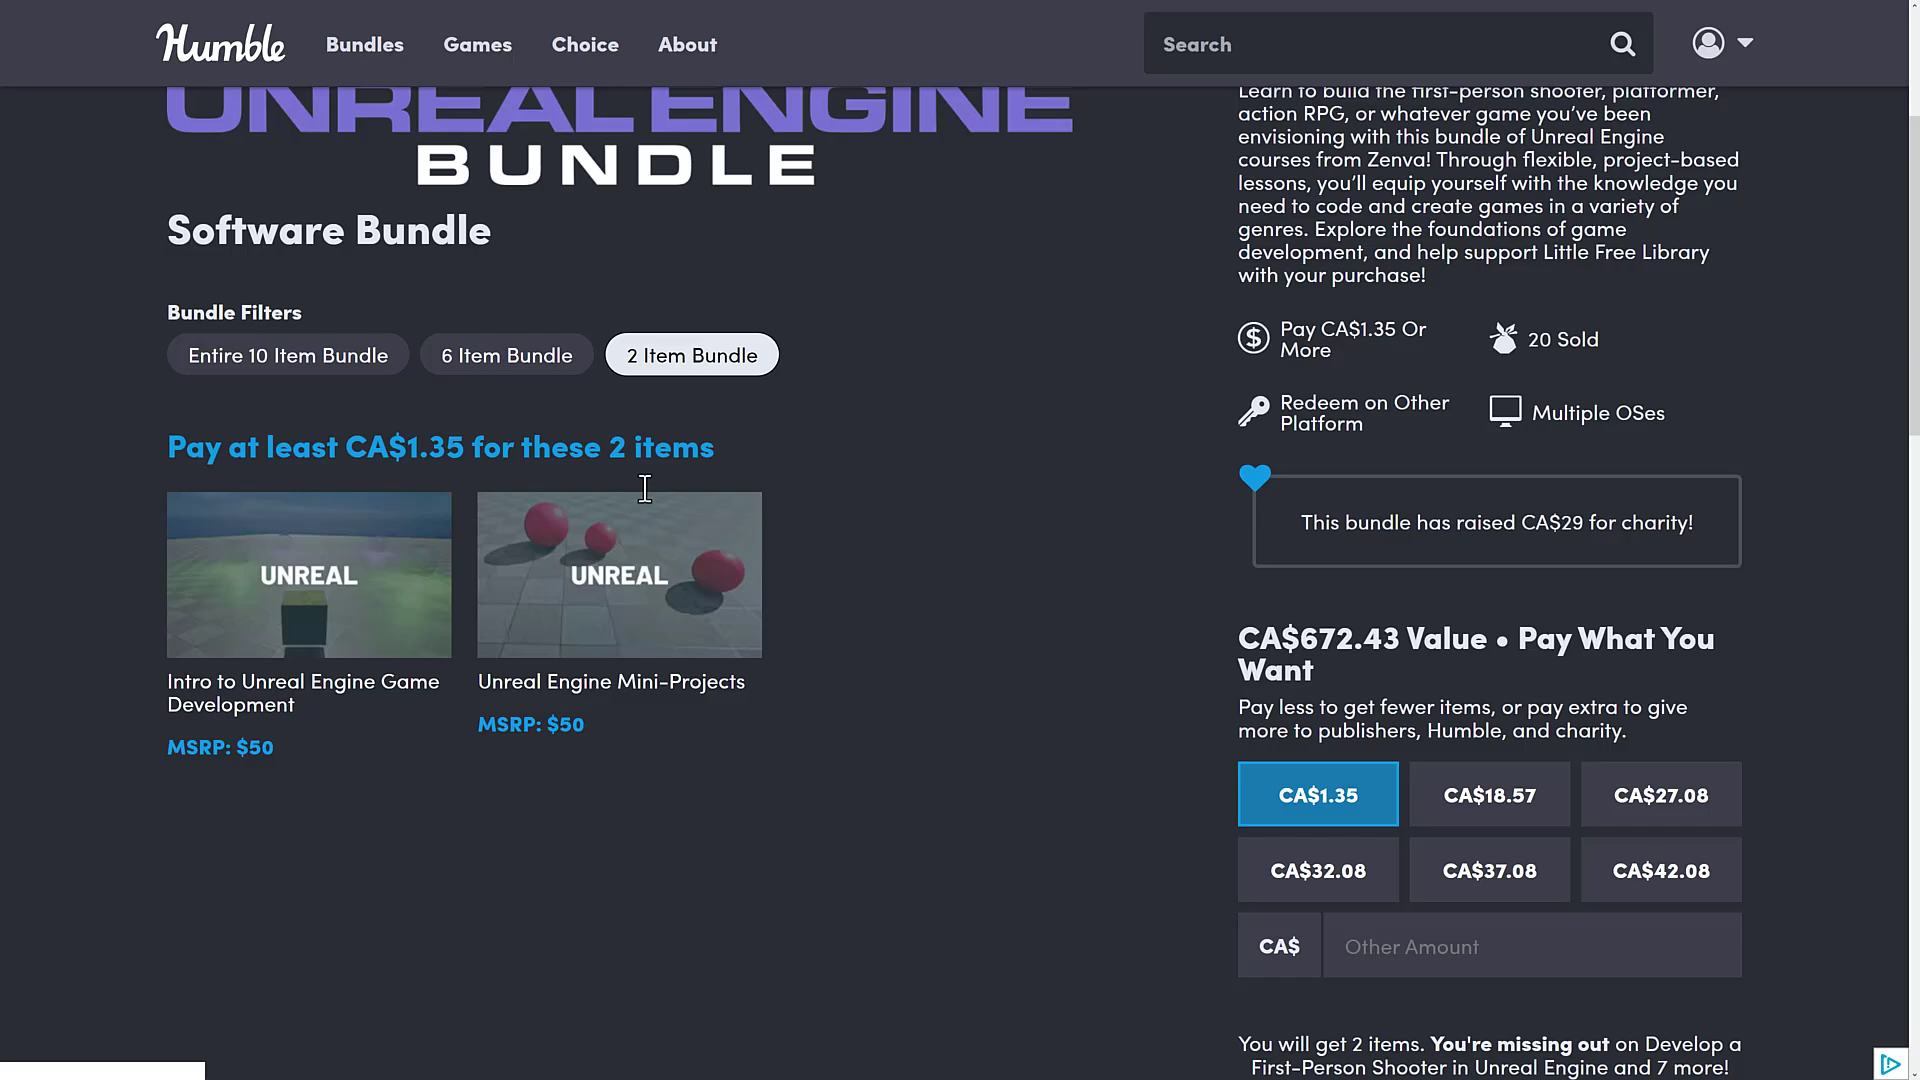 Humble
Bundles
Games
Choice
About
Search
UNREAL ENGINE
BUNDLE
Software Bundle
Bundle Filters
Entire 10 Item Bundle
6 Item Bundle
2 Item Bundle
Pay at least CA$1.35 for these 2 items
UNREAL
UNREAL
Intro to Unreal Engine Game
Development
MSRP: $50
Unreal Engine Mini-Projects
MSRP: $50
Learn to build the first-person shooter, platformer,
action RPG, or whatever game you’ve been
envisioning with this bundle of Unreal Engine
courses from Zenva! Through flexible, project-based
lessons, you’ll equip yourself with the knowledge you
need to code and create games in a variety of
genres. Explore the foundations of game
development, and help support Little Free Library
with your purchase!
Pay CA$1.35 Or
More
20 Sold
Redeem on Other
Platform
Multiple OSes
This bundle has raised CA$29 for charity!
CA$672.43 Value • Pay What You
Want
Pay less to get fewer items, or pay extra to give
more to publishers, Humble, and charity.
CA$1.35
CA$18.57
CA$27.08
CA$32.08
CA$37.08
CA$42.08
CA$
Other Amount
You will get 2 items. You're missing out on Develop a
First-Person Shooter in Unreal Engine and 7 more!